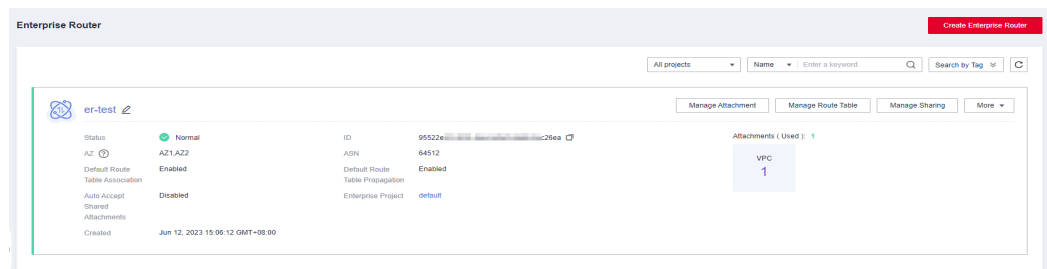 Enterprise Router
Create Enterprise Router
All projects
Name
Enter a keyword.
Search by Tag
er-test
Manage Attachment
Manage Route Table
Manage Sharing
More
Status
Normal
ID
95522e
c26ea
Attachments ( Used ): 1
AZ
AZ1,AZ2
ASN
64512
VPC
1
Default Route
Table Association
Enabled
Default Route
Table Propagation
Enabled
Auto Accept
Shared
Attachments
Disabled
Enterprise Project
default
Created
Jun 12, 2023 15:06:12 GMT+08:00